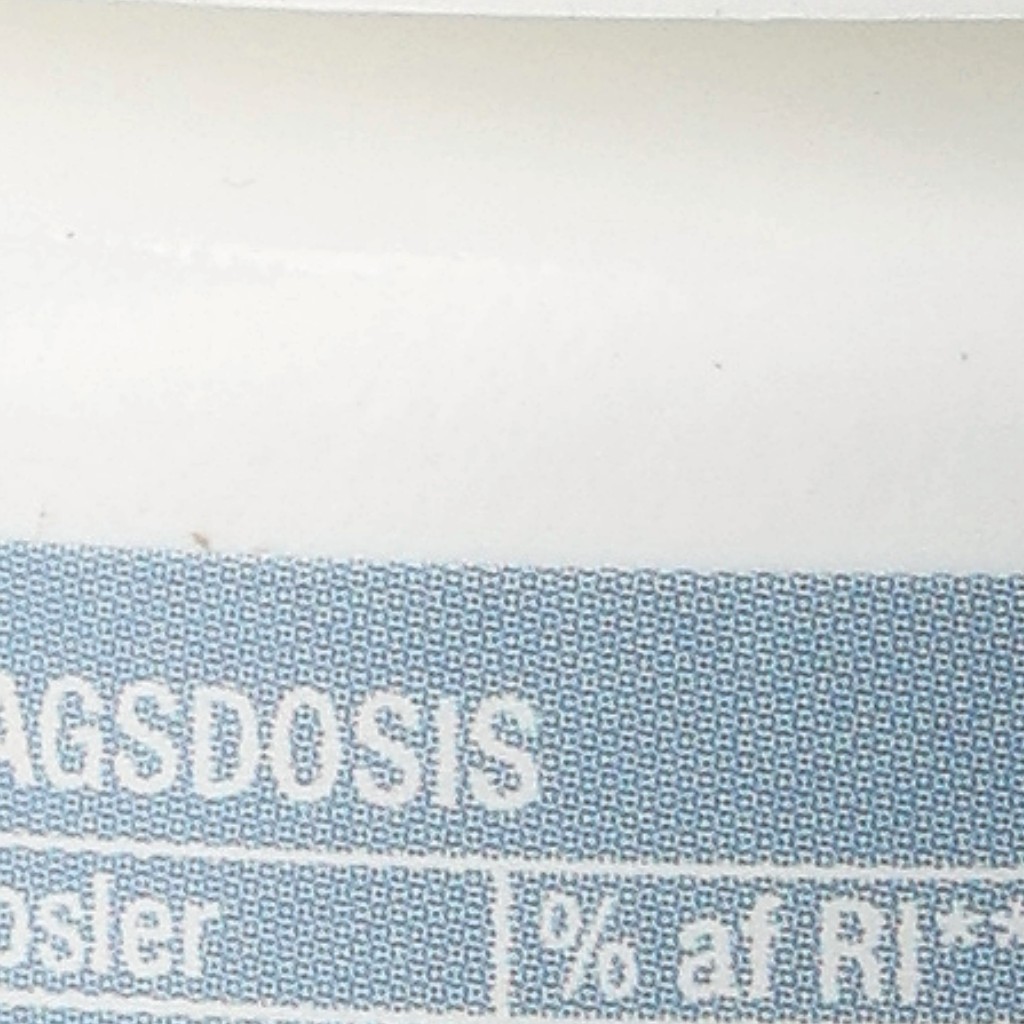 AGSDOSIS
osler
% af RI**